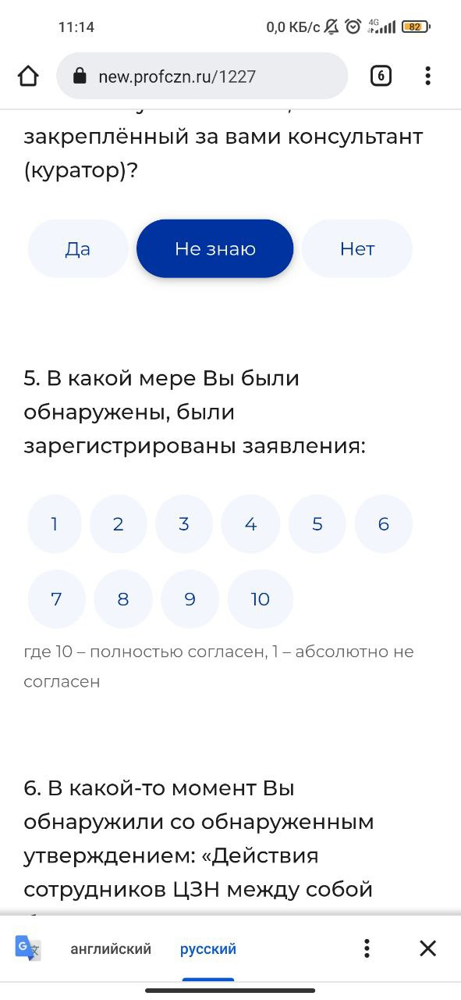 11:14
0,0 КБ/с 4G 82
new.profczn.ru/1227
6
закреплённый за вами консультант
(куратор)?
Да Не знаю Нет
5. В какой мере Вы были
обнаружены, были
зарегистрированы заявления:
1 2 3 4 5 6
7 8 9 10
где 10 – полностью согласен, 1 – абсолютно не
согласен
6. В какой-то момент Вы
обнаружили со обнаруженным
утверждением: «Действия
сотрудников ЦЗН между собой
G 文 английский русский